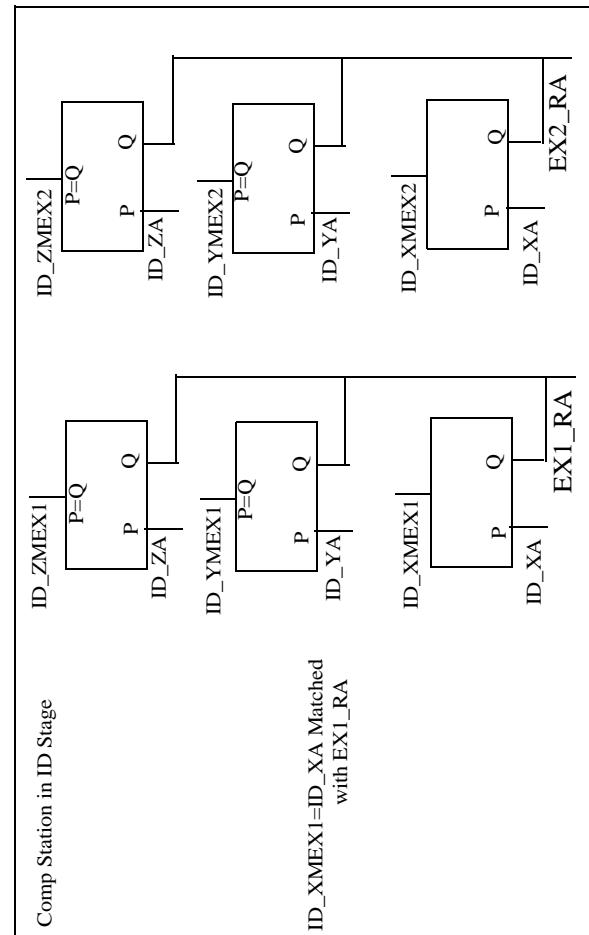 Comp Station in ID Stage
ID_ZMEX1
P=Q
P
Q
ID_ZA
ID_ZMEX2
P=Q
P
Q
ID_ZA
ID_YMEX1
P=Q
P
Q
ID_YA
ID_YMEX2
P=Q
P
Q
ID_YA
ID_XMEX1=ID_XA Matched
with EX1_RA
ID_XMEX1
P
Q
ID_XA
EX1_RA
ID_XMEX2
P
Q
ID_XA
EX2_RA